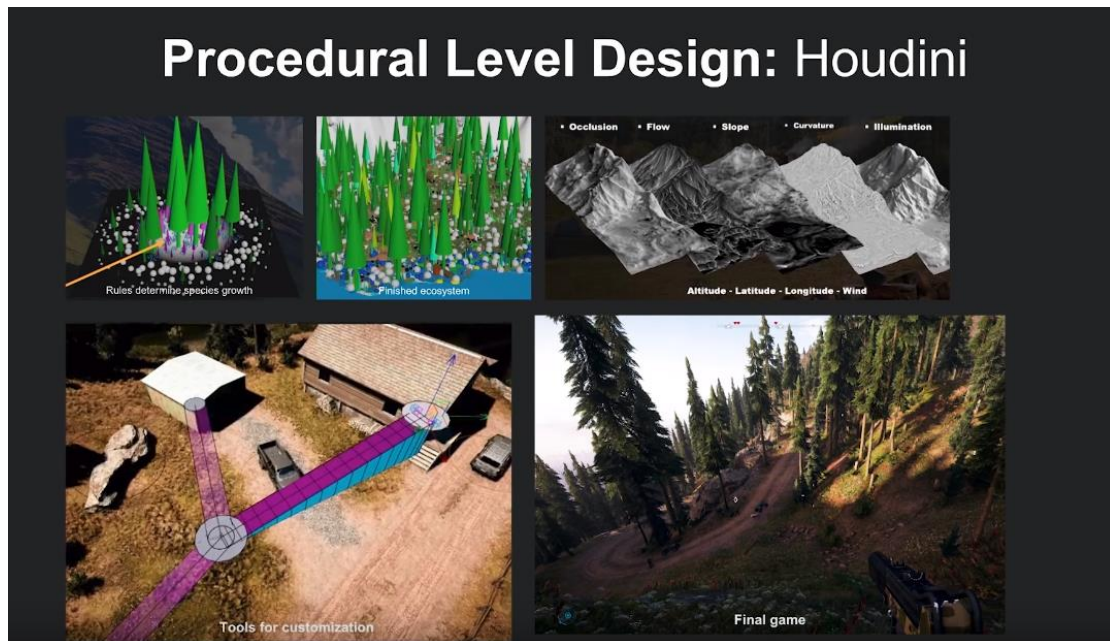 Procedural Level Design: Houdini
Rules determine species growth
Finished ecosystem
• Occlusion • Flow • Slope • Curvature • Illumination
Altitude - Latitude - Longitude - Wind
Tools for customization
Final game